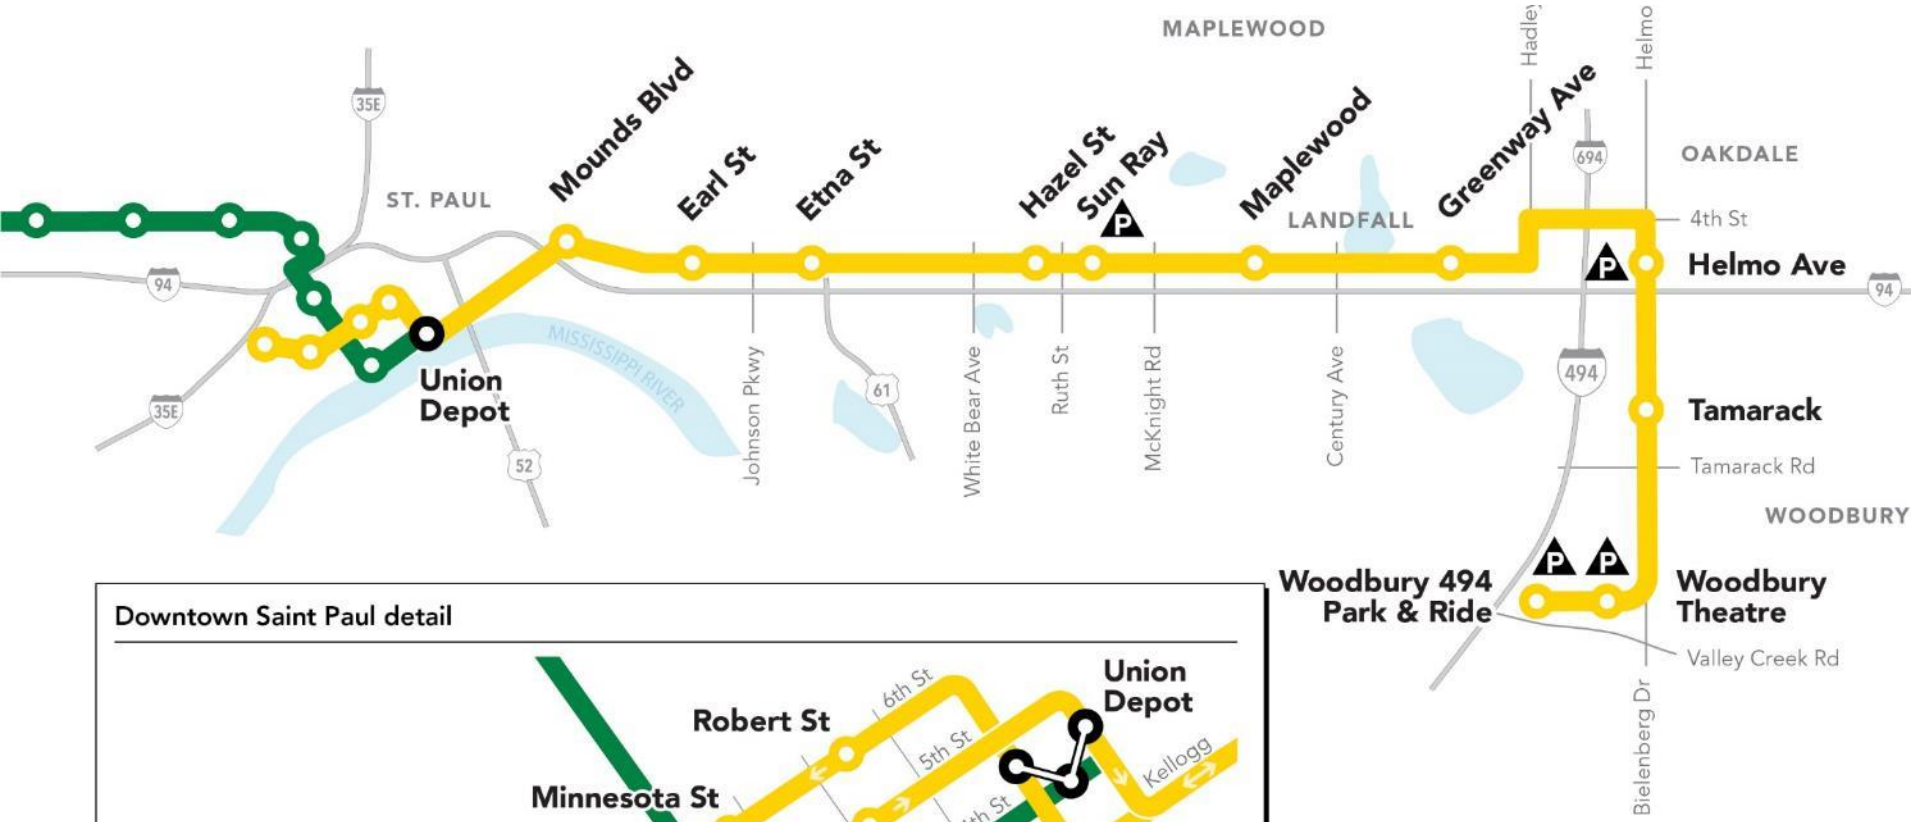 MAPLEWOOD
Hadley
Helmo
35E
Mounds Blvd
Earl St
Etna St
Hazel St
Sun Ray
P
Maplewood
Greenway Ave
694
OAKDALE
ST. PAUL
LANDFALL
4th St
P
Helmo Ave
94
94
MISSISSIPPI RIVER
Union
Depot
35E
52
61
Johnson Pkwy
White Bear Ave
Ruth St
McKnight Rd
Century Ave
494
Tamarack
Tamarack Rd
WOODBURY
P
P
Woodbury 494
Park & Ride
Woodbury
Theatre
Valley Creek Rd
Bielenberg Dr
Downtown Saint Paul detail
Union
Depot
6th St
Robert St
5th St
Kellogg
Minnesota St
4th St